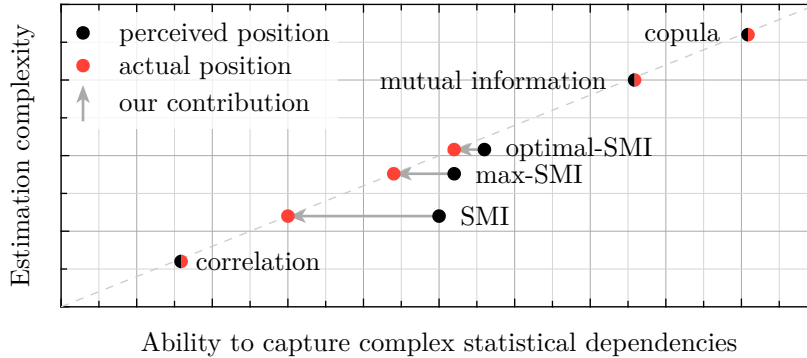 Estimation complexity
perceived position
actual position
our contribution
copula
mutual information
optimal-SMI
max-SMI
SMI
correlation
Ability to capture complex statistical dependencies